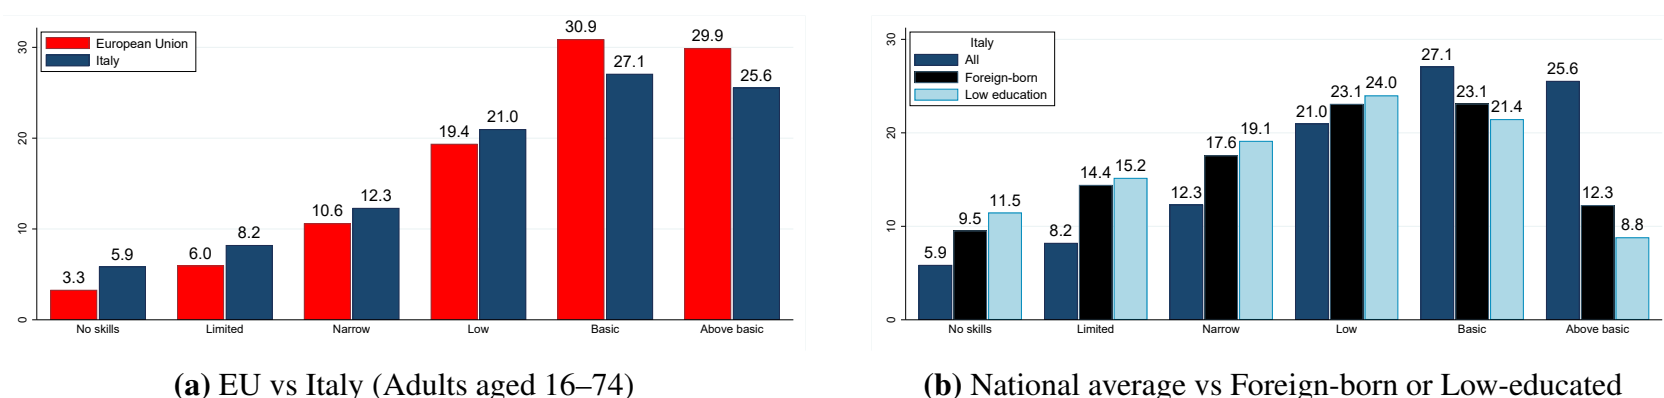 European Union
Italy
30
20
10
0
3.3
5.9
6.0
8.2
10.6
12.3
19.4
21.0
30.9
27.1
29.9
25.6
No skills
Limited
Narrow
Low
Basic
Above basic
(a) EU vs Italy (Adults aged 16–74)
Italy
All
Foreign-born
Low education
30
20
10
0
5.9
9.5
11.5
8.2
14.4
15.2
12.3
17.6
19.1
21.0
23.1
24.0
27.1
23.1
21.4
25.6
12.3
8.8
No skills
Limited
Narrow
Low
Basic
Above basic
(b) National average vs Foreign-born or Low-educated